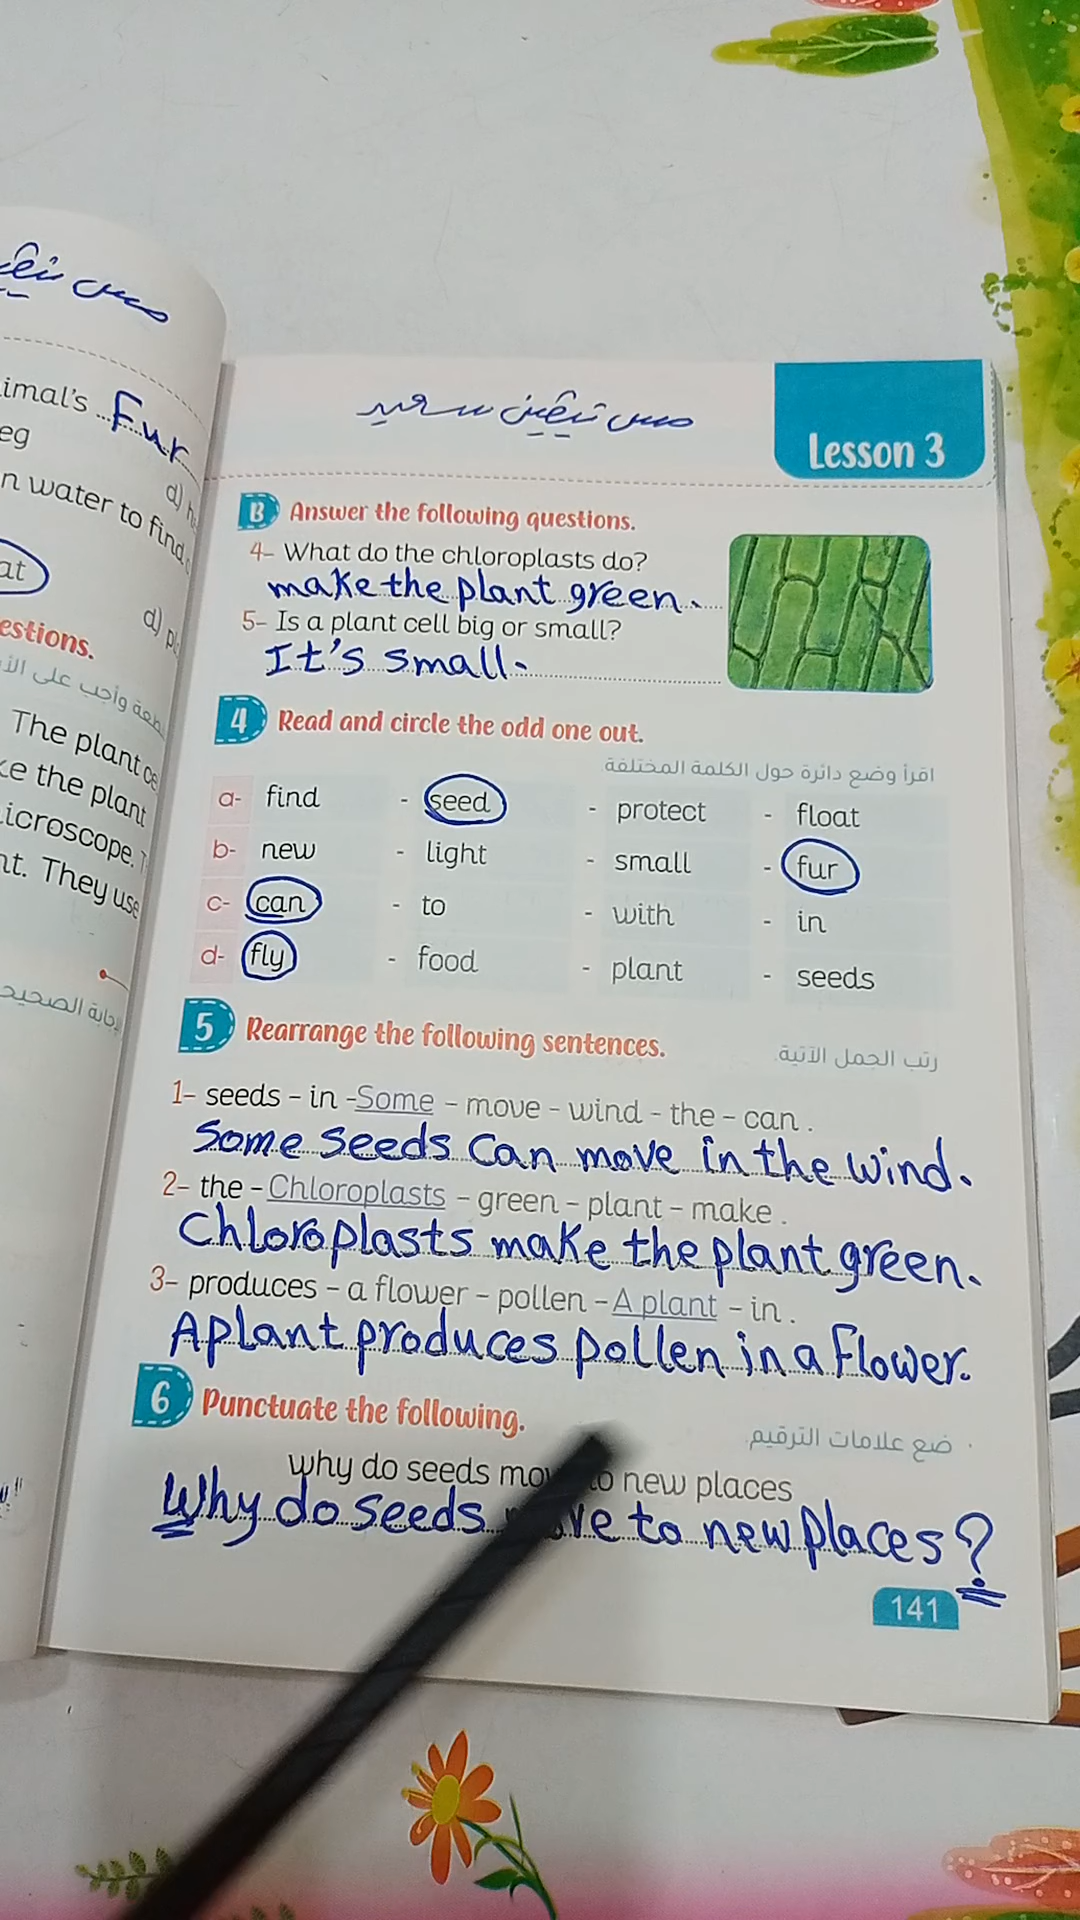 imal's Fur
eg
n water to find
at
d) p
estions.
The plant ce
ke the plant
icroscope.
nt. They use
مس نيفين سعيد
Lesson 3
B Answer the following questions.
4- What do the chloroplasts do?
make the plant green.
5- Is a plant cell big or small?
It's small.
4 Read and circle the odd one out.
اقرأ وضع دائرة حول الكلمة المختلفة
a- find - seed - protect - float
b- new - light - small - fur
c- can - to - with - in
d- fly - food - plant - seeds
5 Rearrange the following sentences.
رتب الجمل الآتية.
1- seeds - in - Some - move - wind - the - can .
Some seeds can move in the wind.
2- the - Chloroplasts - green - plant - make .
Chloroplasts make the plant green.
3- produces - a flower - pollen - A plant - in .
A plant produces pollen in a flower.
6 Punctuate the following.
ضع علامات الترقيم.
why do seeds mov to new places
Why do seeds ve to new places?
141